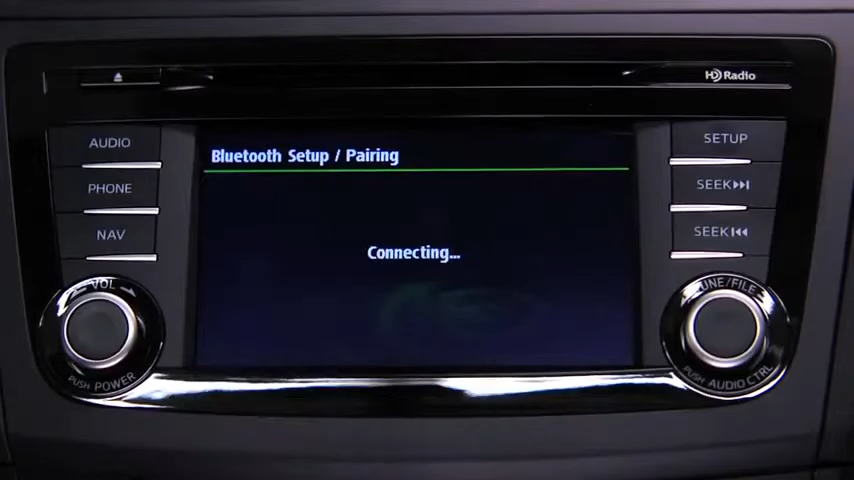 HD Radio
AUDIO
PHONE
NAV
VOL
PUSH POWER
Bluetooth Setup / Pairing
Connecting...
SETUP
SEEK
SEEK
TUNE/FILE
PUSH AUDIO CTRL